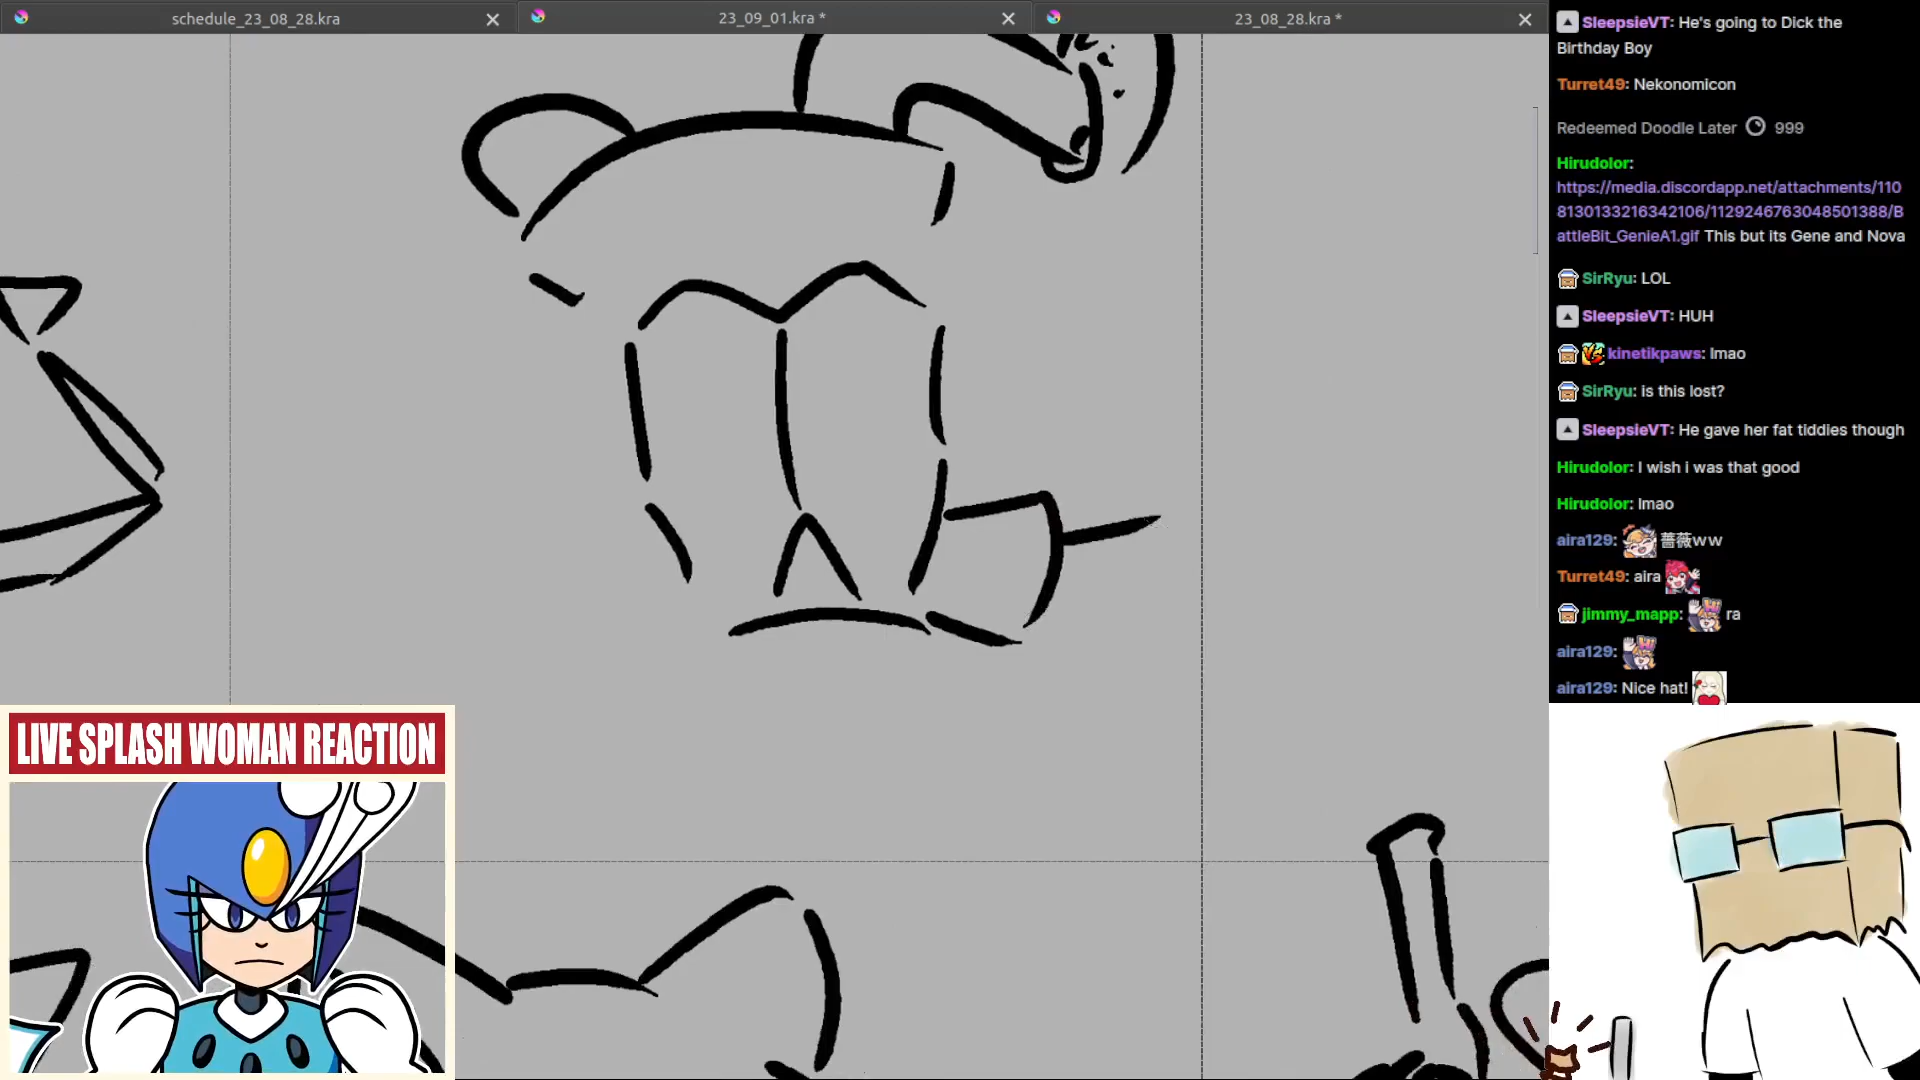 schedule_23_08_28.kra
23_09_01.kra *
23_08_28.kra *
SleepsieVT: He's going to Dick the
Birthday Boy
Turret49: Nekonomicon
Redeemed Doodle Later 999
Hirudolor:
https://media.discordapp.net/attachments/110
8130133216342106/1129246763048501388/B
attleBit_GenieA1.gif This but its Gene and Nova
SirRyu: LOL
SleepsieVT: HUH
kinetikpaws: lmao
SirRyu: is this lost?
SleepsieVT: He gave her fat tiddies though
Hirudolor: I wish i was that good
Hirudolor: lmao
aira129: 薔薇ww
Turret49: aira
jimmy_mapp: ra
aira129:
aira129: Nice hat!
LIVE SPLASH WOMAN REACTION